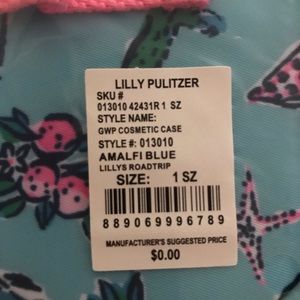 LILLY PULITZER
SKU #
013010 42431R 1 SZ
STYLE NAME:
GWP COSMETIC CASE
STYLE #: 013010
AMALFI BLUE
LILLYS ROADTRIP
SIZE: 1 SZ
889069996789
MANUFACTURER'S SUGGESTED PRICE
$0.00